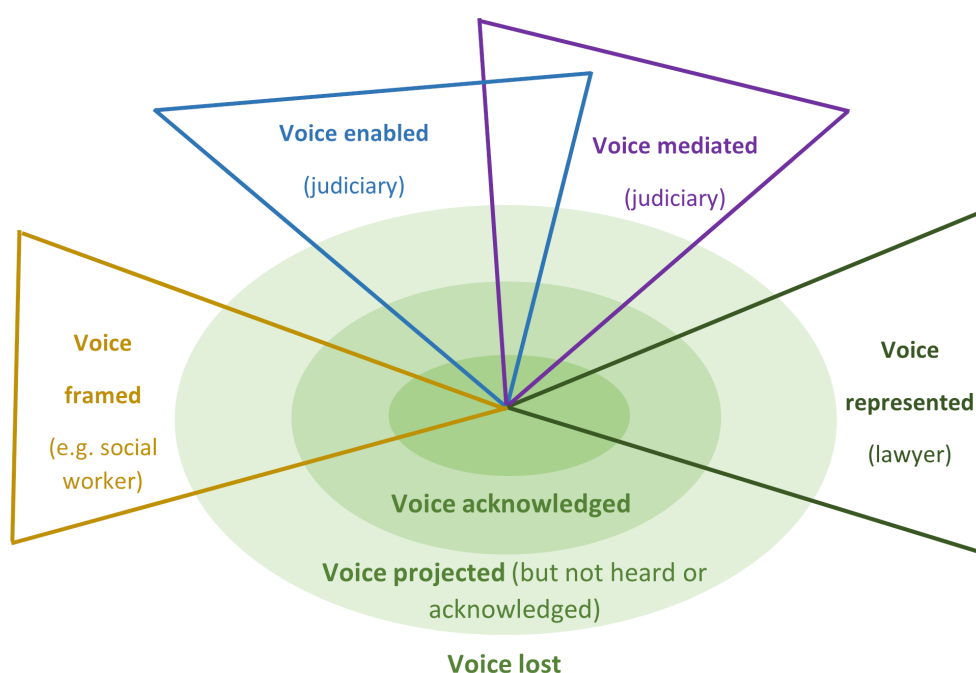 Voice enabled
(judiciary)
Voice mediated
(judiciary)
Voice
framed
(e.g. social
worker)
Voice
represented
(lawyer)
Voice acknowledged
Voice projected (but not heard or
acknowledged)
Voice lost